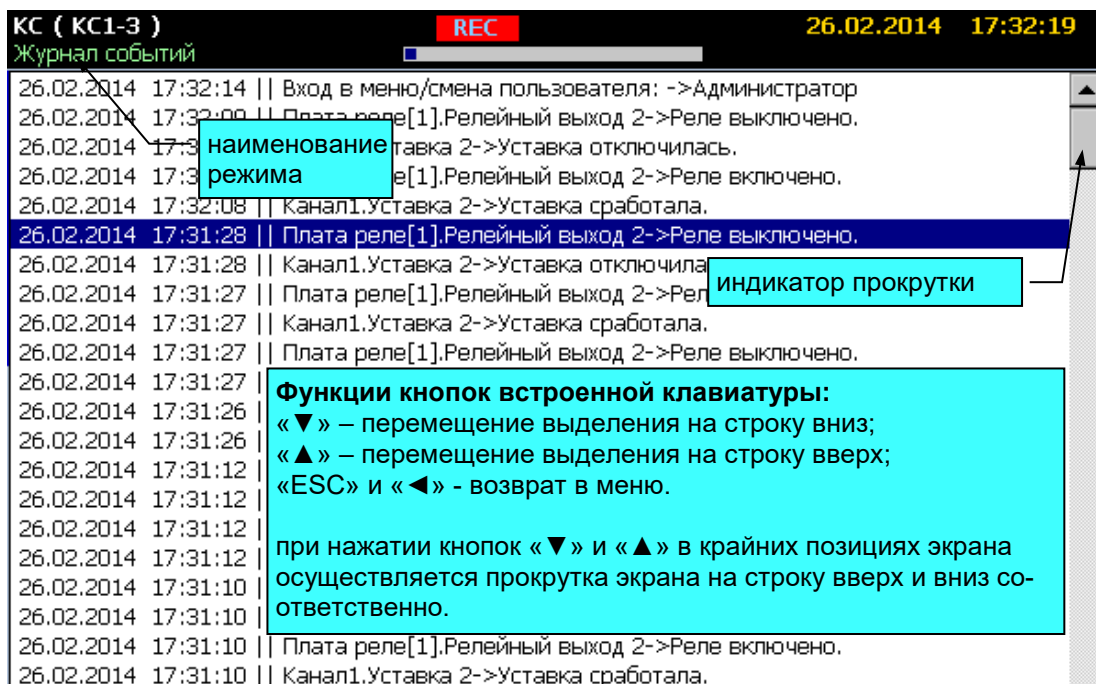 КС ( КС1-3 ) REC 26.02.2014 17:32:19
Журнал событий
26.02.2014 17:32:14 || Вход в меню/смена пользователя: ->Администратор
26.02.2014 17:32:09 || Плата реле[1].Релейный выход 2->Реле выключено.
26.02.2014 17:3 тавка 2->Уставка отключилась.
наименование
режима
26.02.2014 17:3 е[1].Релейный выход 2->Реле включено.
26.02.2014 17:32:08 || Канал1.Уставка 2->Уставка сработала.
26.02.2014 17:31:28 || Плата реле[1].Релейный выход 2->Реле выключено.
26.02.2014 17:31:28 || Канал1.Уставка 2->Уставка отключила
индикатор прокрутки
26.02.2014 17:31:27 || Плата реле[1].Релейный выход 2->Рел
26.02.2014 17:31:27 || Канал1.Уставка 2->Уставка сработала.
26.02.2014 17:31:27 || Плата реле[1].Релейный выход 2->Реле выключено.
26.02.2014 17:31:27 |
26.02.2014 17:31:26 |
26.02.2014 17:31:26 |
26.02.2014 17:31:12 |
26.02.2014 17:31:12 |
26.02.2014 17:31:12 |
26.02.2014 17:31:12 |
26.02.2014 17:31:10 |
26.02.2014 17:31:10 |
Функции кнопок встроенной клавиатуры:
«▼» – перемещение выделения на строку вниз;
«▲» – перемещение выделения на строку вверх;
«ESC» и «◄» - возврат в меню.
при нажатии кнопок «▼» и «▲» в крайних позициях экрана
осуществляется прокрутка экрана на строку вверх и вниз со-
ответственно.
26.02.2014 17:31:10 || Плата реле[1].Релейный выход 2->Реле включено.
26.02.2014 17:31:10 || Канал1.Уставка 2->Уставка сработала.